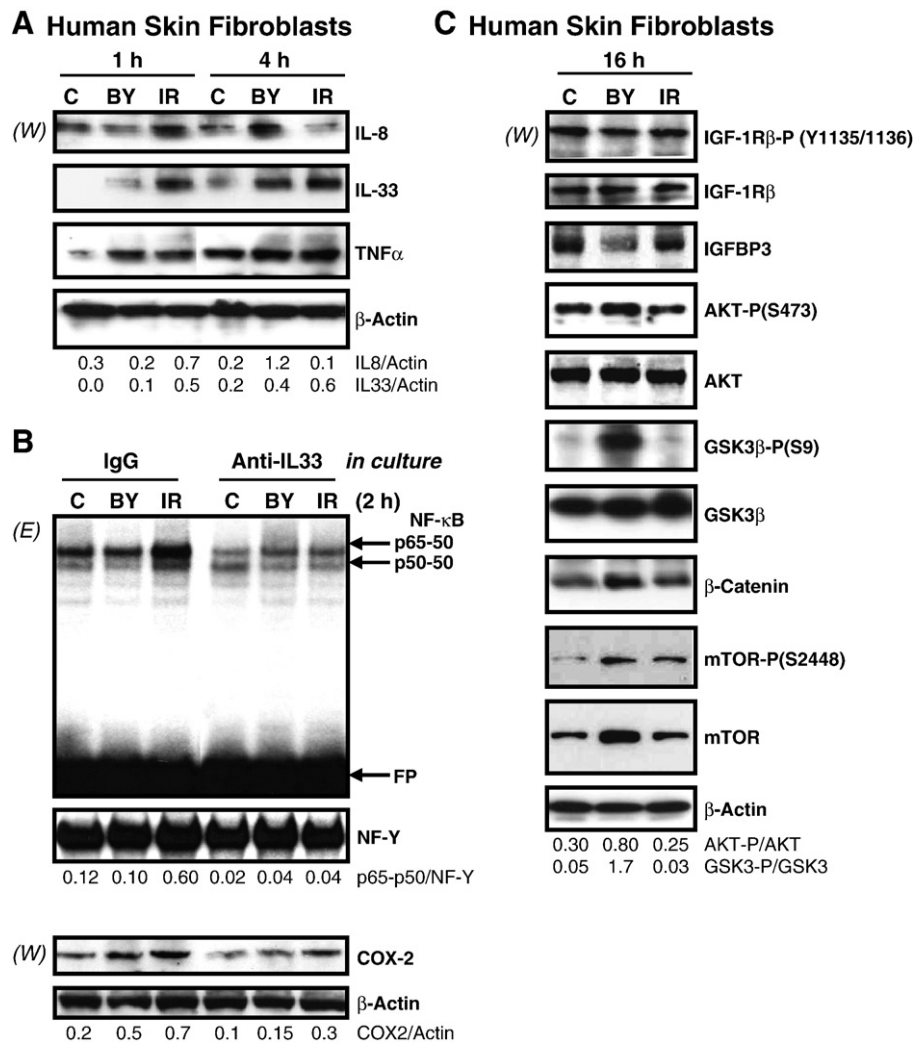 A Human Skin Fibroblasts
1 h 4 h
C BY IR C BY IR
(W) IL-8
IL-33
TNFα
β-Actin
0.3 0.2 0.7 0.2 1.2 0.1 IL8/Actin
0.0 0.1 0.5 0.2 0.4 0.6 IL33/Actin
B
IgG Anti-IL33 in culture
C BY IR C BY IR (2 h)
(E) NF-κB
p65-50
p50-50
FP
NF-Y
0.12 0.10 0.60 0.02 0.04 0.04 p65-p50/NF-Y
(W) COX-2
β-Actin
0.2 0.5 0.7 0.1 0.15 0.3 COX2/Actin
C Human Skin Fibroblasts
16 h
C BY IR
(W) IGF-1Rβ-P (Y1135/1136)
IGF-1Rβ
IGFBP3
AKT-P(S473)
AKT
GSK3β-P(S9)
GSK3β
β-Catenin
mTOR-P(S2448)
mTOR
β-Actin
0.30 0.80 0.25 AKT-P/AKT
0.05 1.7 0.03 GSK3-P/GSK3